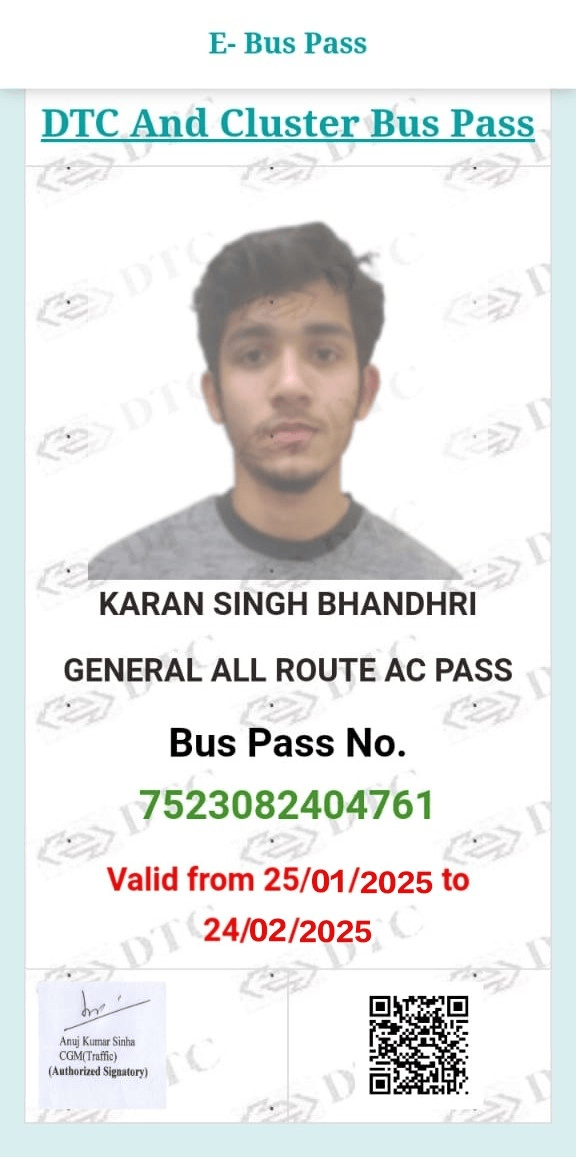 E- Bus Pass
DTC And Cluster Bus Pass
KARAN SINGH BHANDHRI
GENERAL ALL ROUTE AC PASS
Bus Pass No.
7523082404761
Valid from 25/01/2025 to
24/02/2025
Anuj Kumar Sinha
CGM(Traffic)
(Authorized Signatory)
DTC